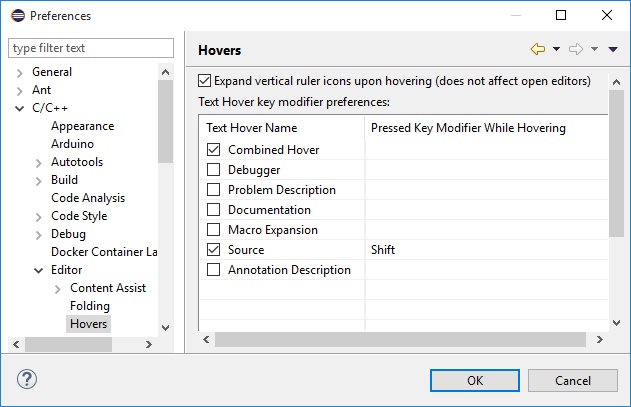 Preferences
type filter text
General
Ant
C/C++
Appearance
Arduino
Autotools
Build
Code Analysis
Code Style
Debug
Docker Container La
Editor
Content Assist
Folding
Hovers
Hovers
Expand vertical ruler icons upon hovering (does not affect open editors)
Text Hover key modifier preferences:
Text Hover Name Pressed Key Modifier While Hovering
Combined Hover
Debugger
Problem Description
Documentation
Macro Expansion
Source Shift
Annotation Description
?
OK Cancel